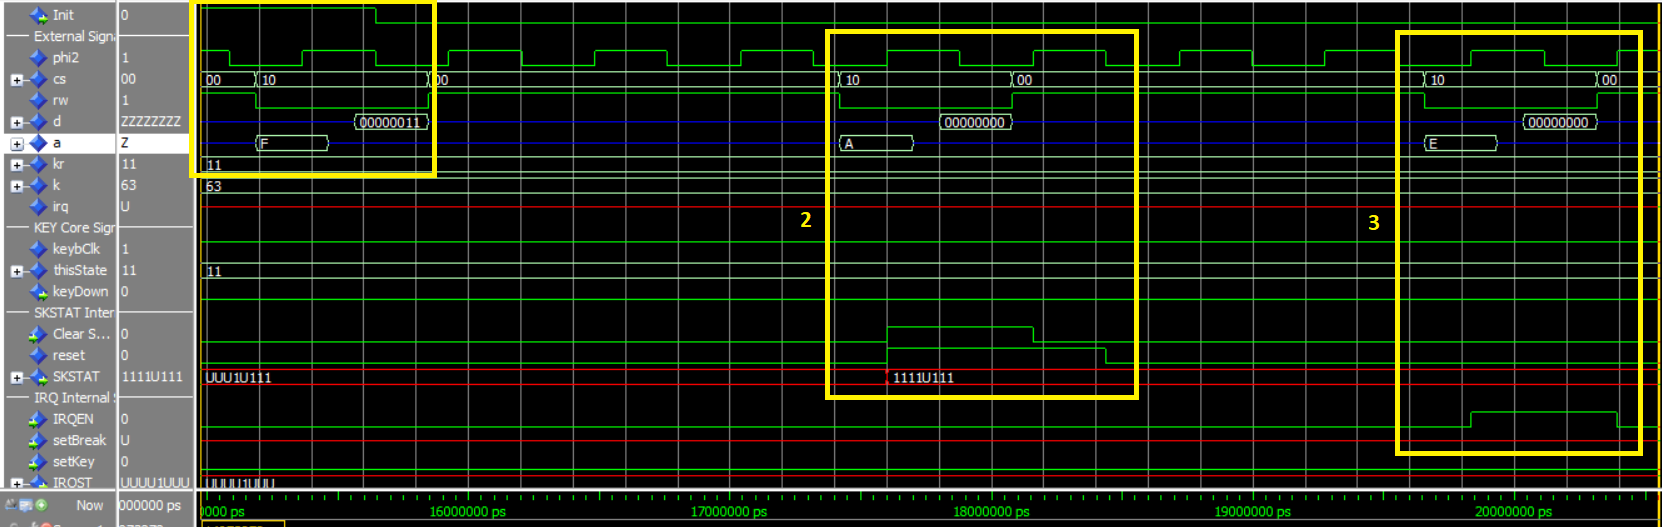 Init 0
External Signa
phi2 1
cs 00 00 10 00 10 00 10 00
rw 1
d ZZZZZZZZ 00000011 00000000 00000000
a Z F A E
kr 11 11
k 63 63
irq U
2 3
KEY Core Sigr
keybClk 1
thisState 11 11
keyDown 0
SKSTAT Inter
Clear S... 0
reset 0
SKSTAT 1111U111 UUU1U111 1111U111
IRQ Internal
IRQEN 0
setBreak U
setKey 0
IRQST UUUU1UUU UUUU1UUU
Now 000000 ps 0000 ps 16000000 ps 17000000 ps 18000000 ps 19000000 ps 20000000 ps